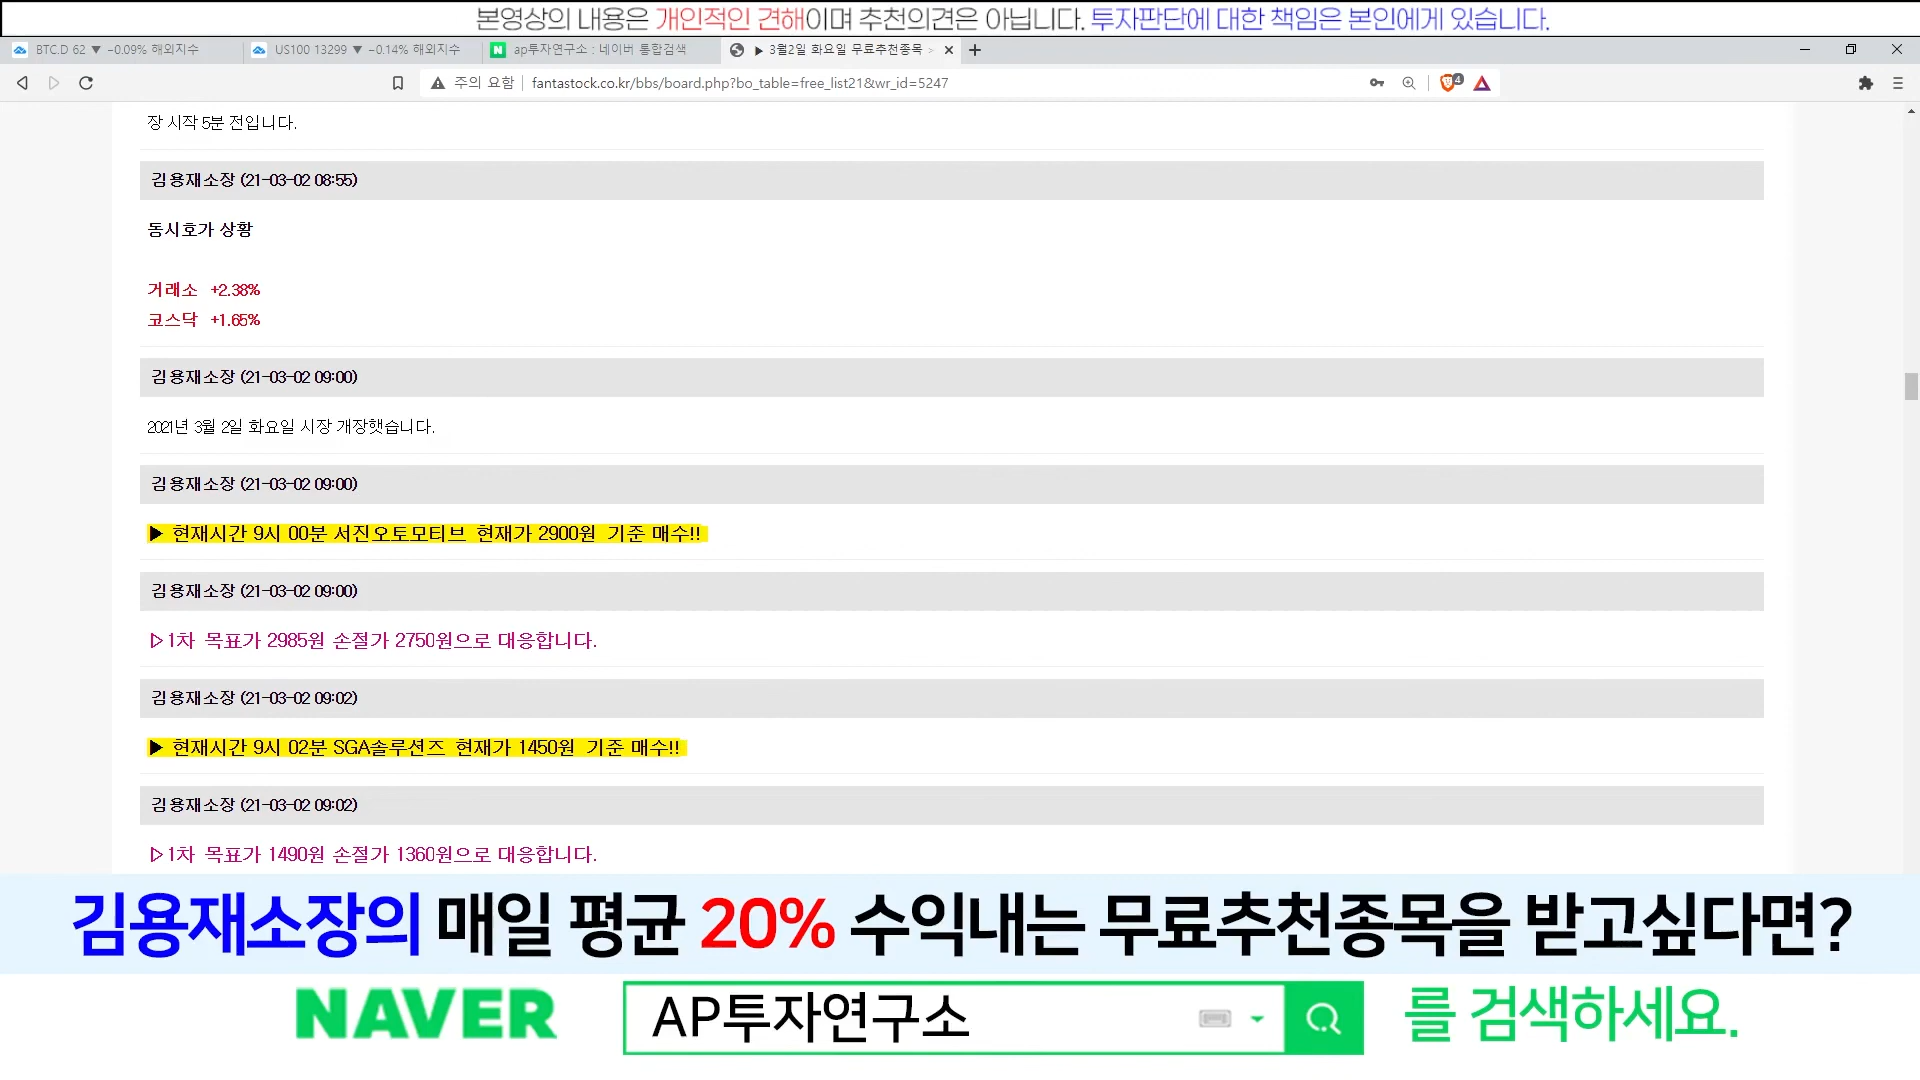 본영상의 내용은 개인적인 견해이며 추천의견은 아닙니다. 투자판단에 대한 책임은 본인에게 있습니다.
BTC.D 62 ▼ −0.09% 해외지수
US100 13299 ▼ −0.14% 해외지수
ap투자연구소 : 네이버 통합검색
▶ 3월2일 화요일 무료추천종목 >
주의 요함 fantastock.co.kr/bbs/board.php?bo_table=free_list21&wr_id=5247
장 시작 5분 전입니다.
김용재소장 (21-03-02 08:55)
동시호가 상황
거래소 +2.38%
코스닥 +1.65%
김용재소장 (21-03-02 09:00)
2021년 3월 2일 화요일 시장 개장햇습니다.
김용재소장 (21-03-02 09:00)
▶ 현재시간 9시 00분 서진오토모티브 현재가 2900원 기준 매수!!
김용재소장 (21-03-02 09:00)
▷1차 목표가 2985원 손절가 2750원으로 대응합니다.
김용재소장 (21-03-02 09:02)
▶ 현재시간 9시 02분 SGA솔루션즈 현재가 1450원 기준 매수!!
김용재소장 (21-03-02 09:02)
▷1차 목표가 1490원 손절가 1360원으로 대응합니다.
김용재소장의 매일 평균 20% 수익내는 무료추천종목을 받고싶다면?
NAVER AP투자연구소 를 검색하세요.